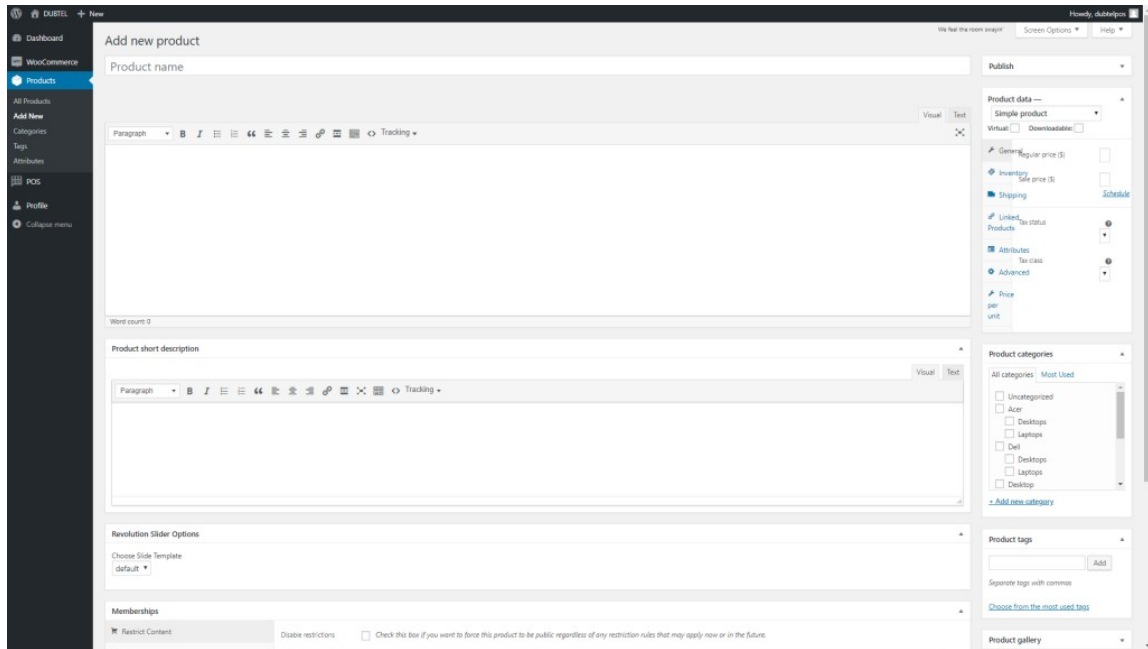 DUBTEL + New
Howdy, dubtelpos
Dashboard
WooCommerce
Products
All Products
Add New
Categories
Tags
Attributes
POS
Profile
Collapse menu
We feel the room swayin'
Screen Options
Help
Add new product
Product name
Visual Text
Paragraph B I Tracking
Word count: 0
Product short description
Visual Text
Paragraph B I Tracking
Revolution Slider Options
Choose Slide Template
default
Memberships
Restrict Content
Disable restrictions
Check this box if you want to force this product to be public regardless of any restriction rules that may apply now or in the future.
Publish
Product data —
Simple product
Virtual: Downloadable:
General
Regular price ($)
Inventory
Sale price ($)
Shipping
Schedule
Linked Products
Tax status
Attributes
Tax class
Advanced
Price
per
unit
Product categories
All categories Most Used
Uncategorized
Acer
Desktops
Laptops
Dell
Desktops
Laptops
Desktop
+ Add new category
Product tags
Add
Separate tags with commas
Choose from the most used tags
Product gallery